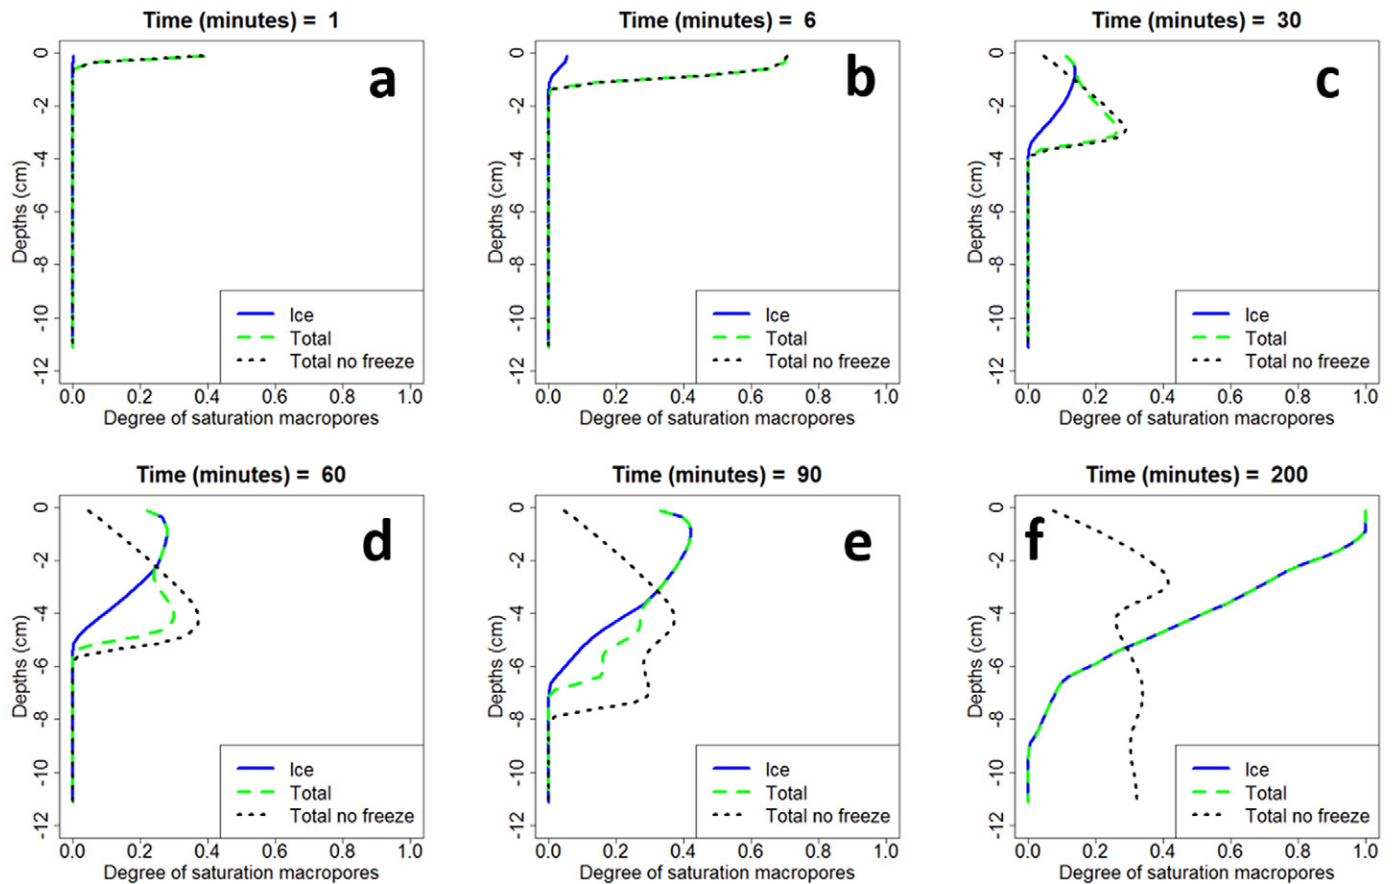 Time (minutes) = 1
a
Depths (cm)
0
-2
-4
-6
-8
-10
-12
Ice
Total
Total no freeze
0.0 0.2 0.4 0.6 0.8 1.0
Degree of saturation macropores
Time (minutes) = 6
b
Depths (cm)
0
-2
-4
-6
-8
-10
-12
Ice
Total
Total no freeze
0.0 0.2 0.4 0.6 0.8 1.0
Degree of saturation macropores
Time (minutes) = 30
c
Depths (cm)
0
-2
-4
-6
-8
-10
-12
Ice
Total
Total no freeze
0.0 0.2 0.4 0.6 0.8 1.0
Degree of saturation macropores
Time (minutes) = 60
d
Depths (cm)
0
-2
-4
-6
-8
-10
-12
Ice
Total
Total no freeze
0.0 0.2 0.4 0.6 0.8 1.0
Degree of saturation macropores
Time (minutes) = 90
e
Depths (cm)
0
-2
-4
-6
-8
-10
-12
Ice
Total
Total no freeze
0.0 0.2 0.4 0.6 0.8 1.0
Degree of saturation macropores
Time (minutes) = 200
f
Depths (cm)
0
-2
-4
-6
-8
-10
-12
Ice
Total
Total no freeze
0.0 0.2 0.4 0.6 0.8 1.0
Degree of saturation macropores